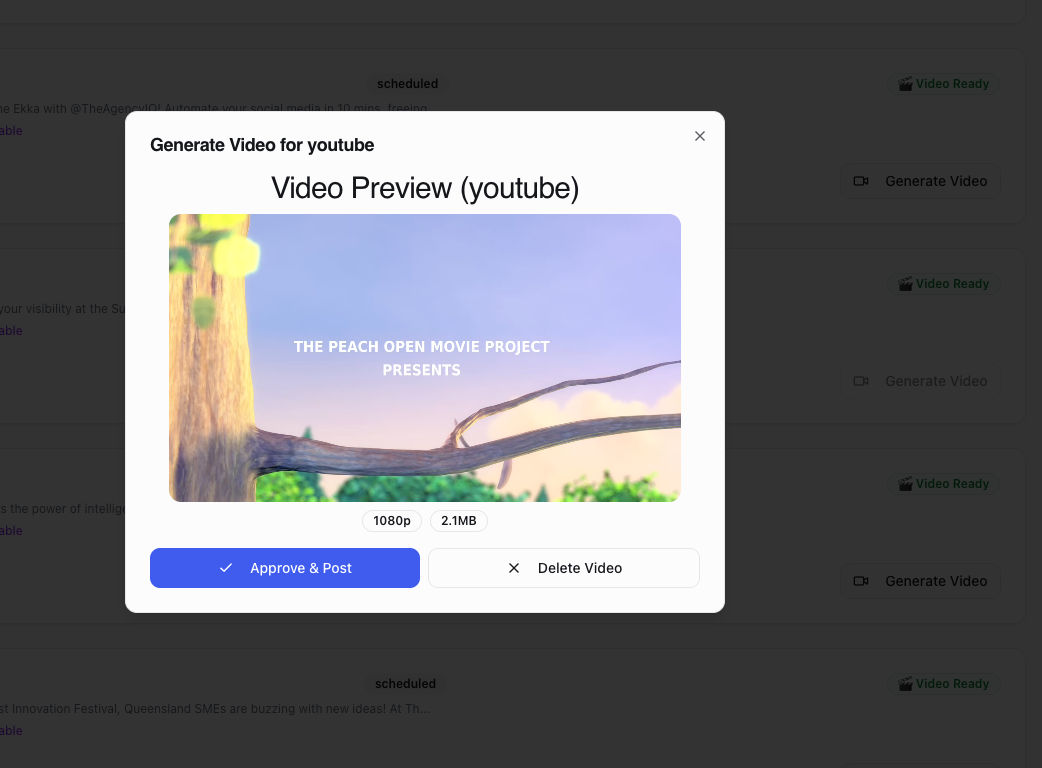 scheduled
🎬 Video Ready
ne Ekka with @TheAgencyIQ! Automate your social media in 10 mins, freeing
able
Generate Video for youtube
Video Preview (youtube)
Generate Video
🎬 Video Ready
your visibility at the Su
able
THE PEACH OPEN MOVIE PROJECT
PRESENTS
Generate Video
🎬 Video Ready
s the power of intellige
able
1080p 2.1MB
Approve & Post Delete Video
Generate Video
scheduled
🎬 Video Ready
st Innovation Festival, Queensland SMEs are buzzing with new ideas! At Th...
able